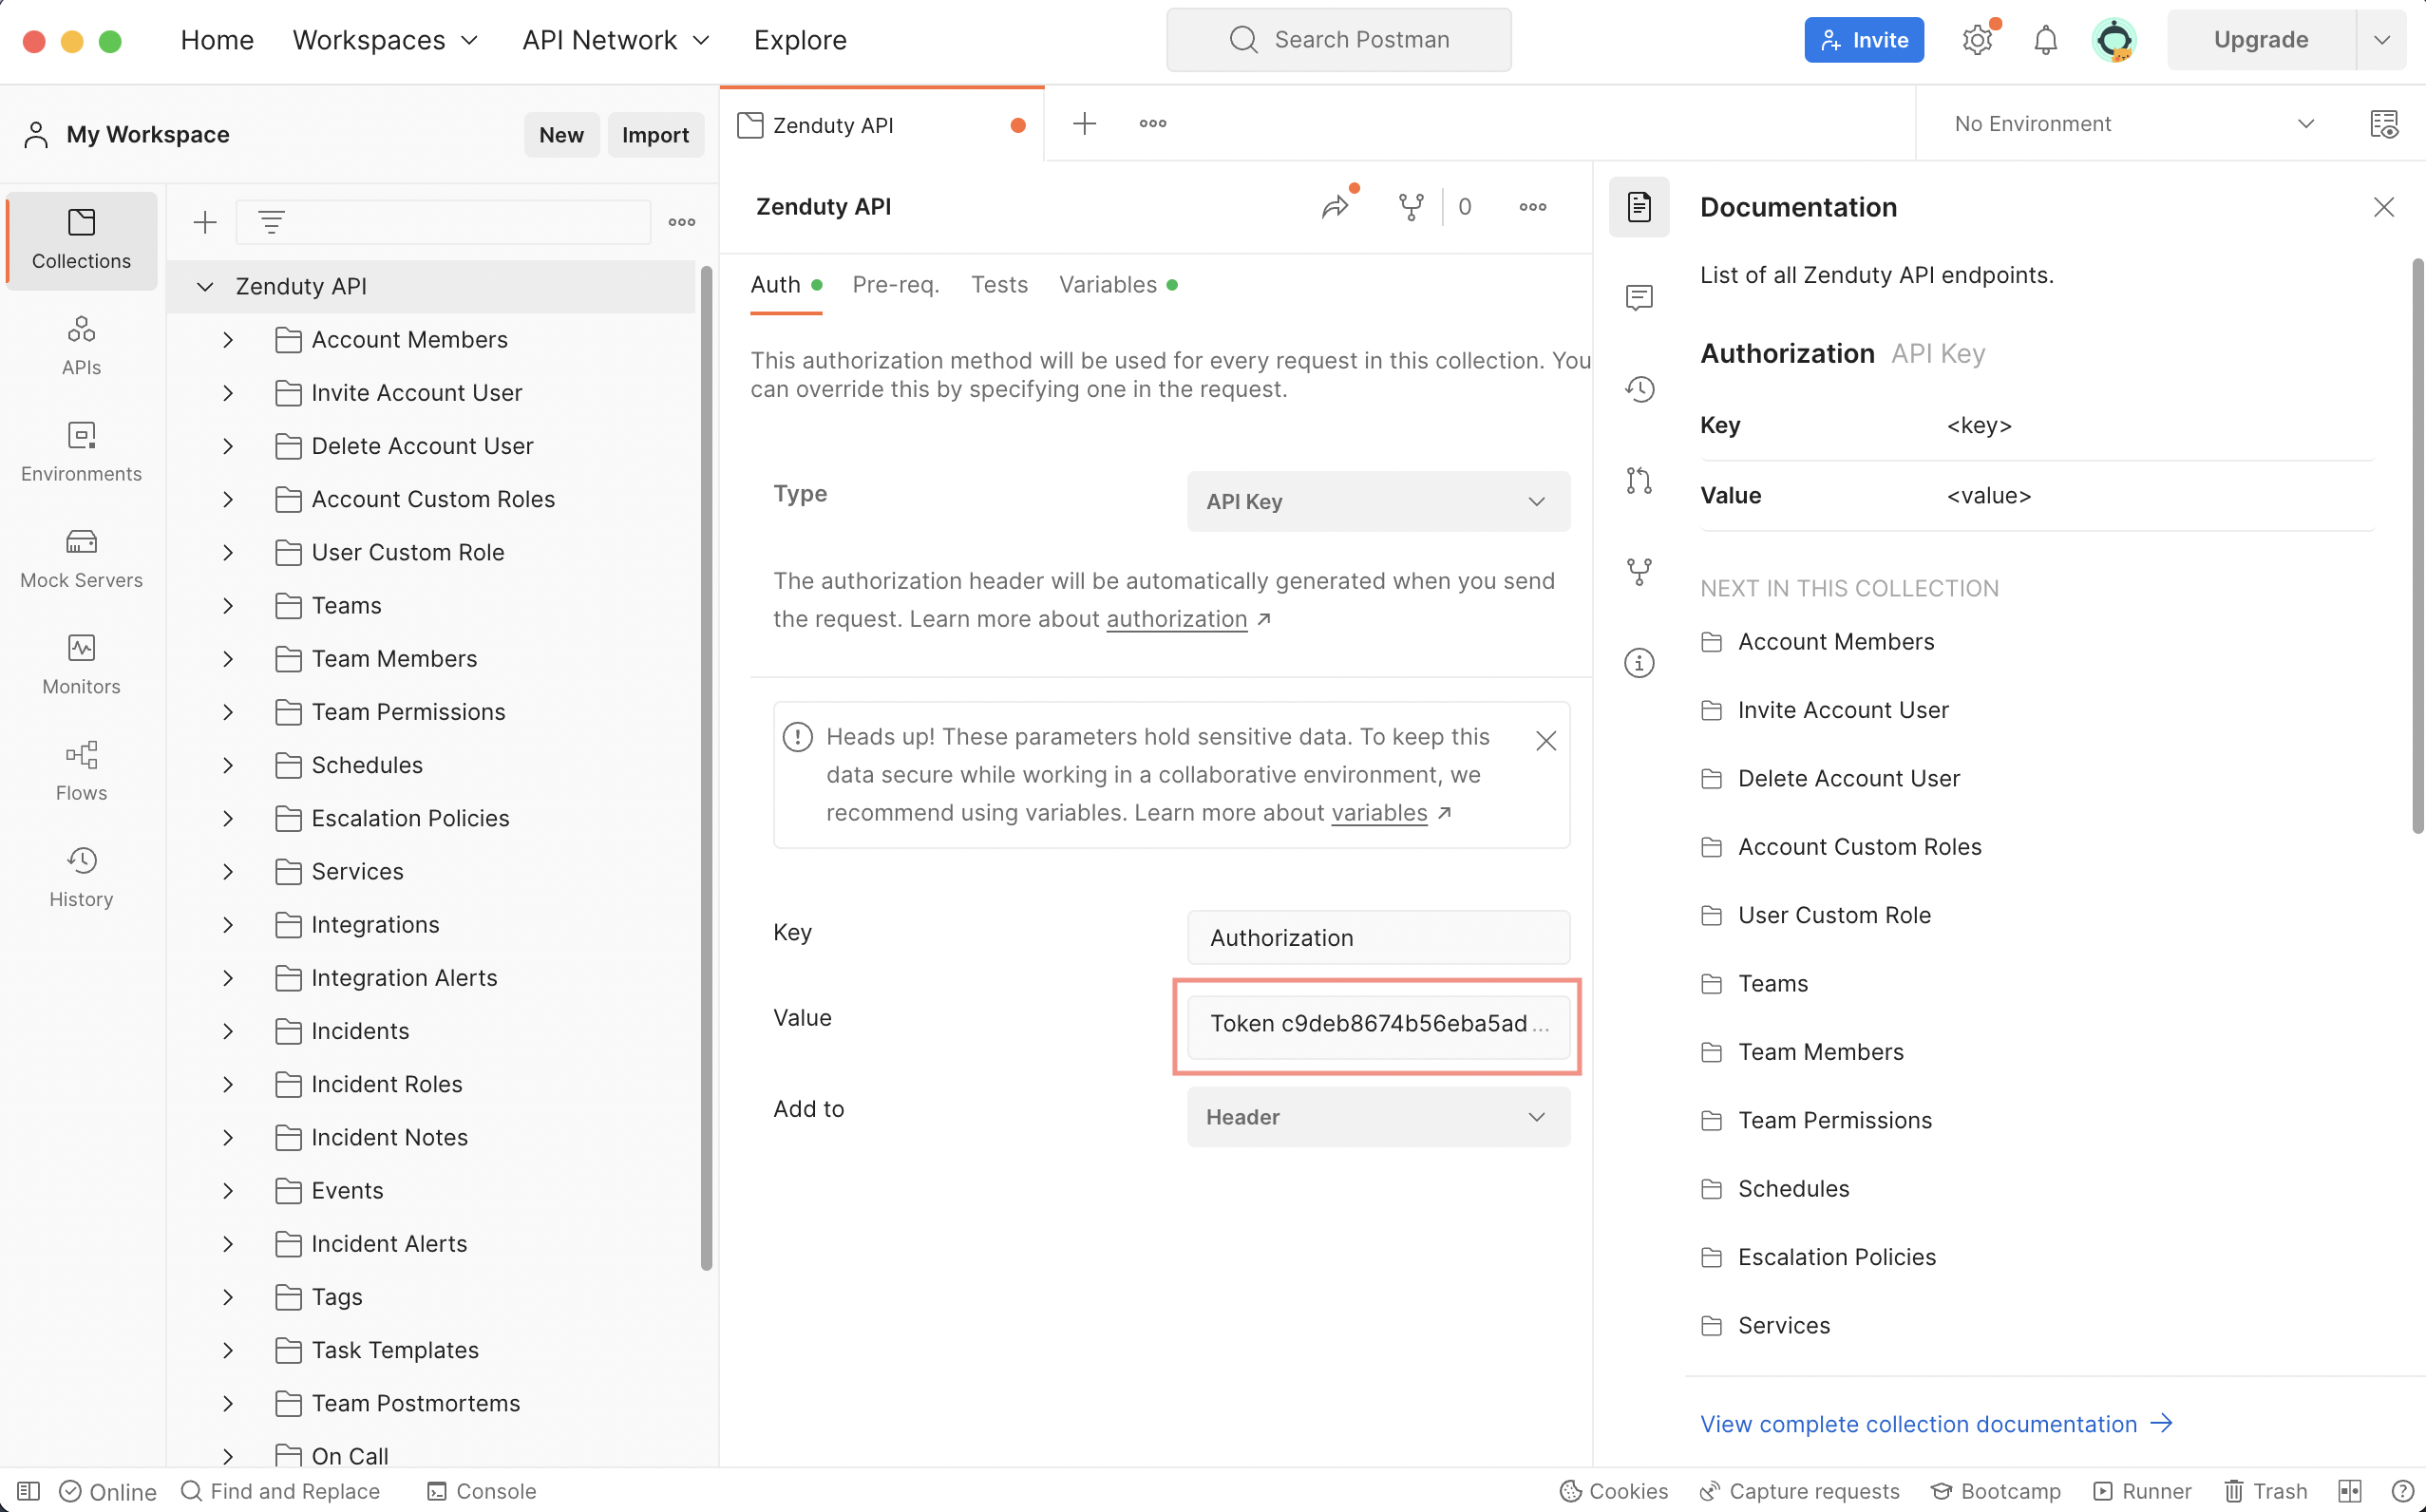 Home
Workspaces
API Network
Explore
Search Postman
Invite
Upgrade
My Workspace
New
Import
Zenduty API
No Environment
Collections
APIs
Environments
Mock Servers
Monitors
Flows
History
Zenduty API
Account Members
Invite Account User
Delete Account User
Account Custom Roles
User Custom Role
Teams
Team Members
Team Permissions
Schedules
Escalation Policies
Services
Integrations
Integration Alerts
Incidents
Incident Roles
Incident Notes
Events
Incident Alerts
Tags
Task Templates
Team Postmortems
On Call
Zenduty API
0
Auth
Pre-req.
Tests
Variables
This authorization method will be used for every request in this collection. You
can override this by specifying one in the request.
Type
API Key
The authorization header will be automatically generated when you send
the request. Learn more about authorization ↗
Heads up! These parameters hold sensitive data. To keep this
data secure while working in a collaborative environment, we
recommend using variables. Learn more about variables ↗
Key
Authorization
Value
Token c9deb8674b56eba5ad...
Add to
Header
Documentation
List of all Zenduty API endpoints.
Authorization API Key
Key <key>
Value <value>
NEXT IN THIS COLLECTION
Account Members
Invite Account User
Delete Account User
Account Custom Roles
User Custom Role
Teams
Team Members
Team Permissions
Schedules
Escalation Policies
Services
View complete collection documentation →
Online
Find and Replace
Console
Cookies
Capture requests
Bootcamp
Runner
Trash